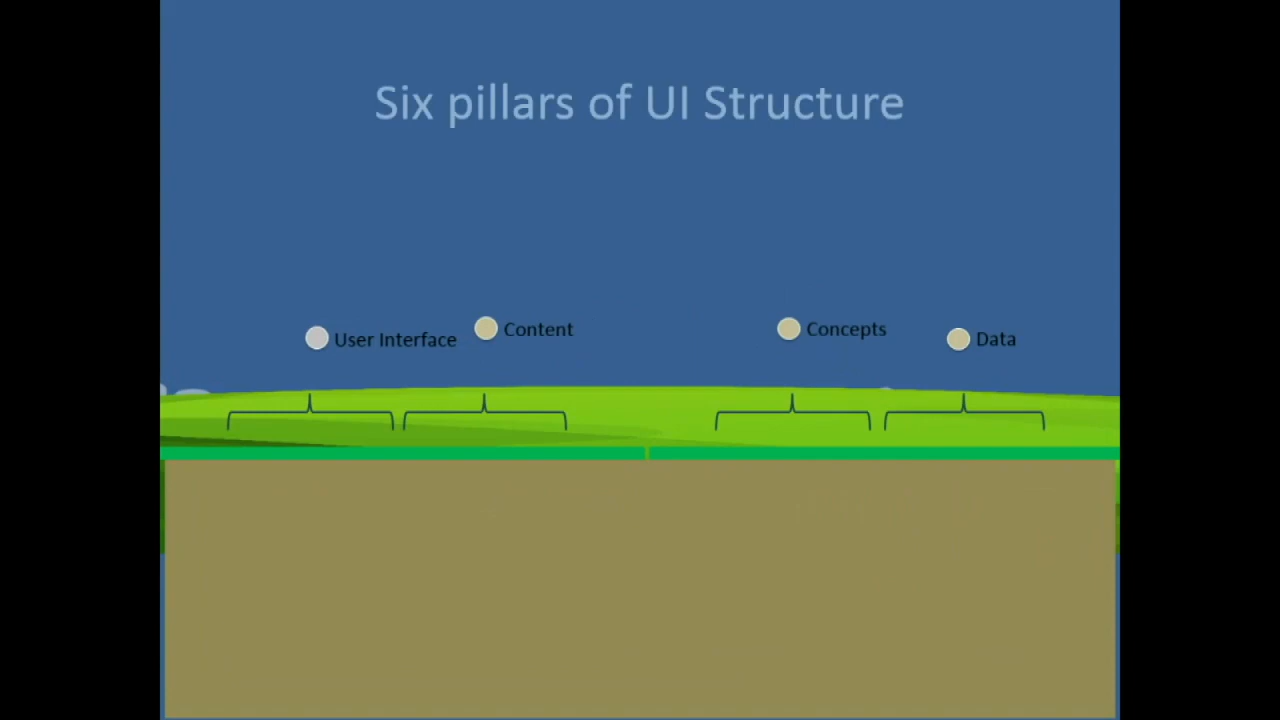 Six pillars of UI Structure
User Interface
Content
Concepts
Data